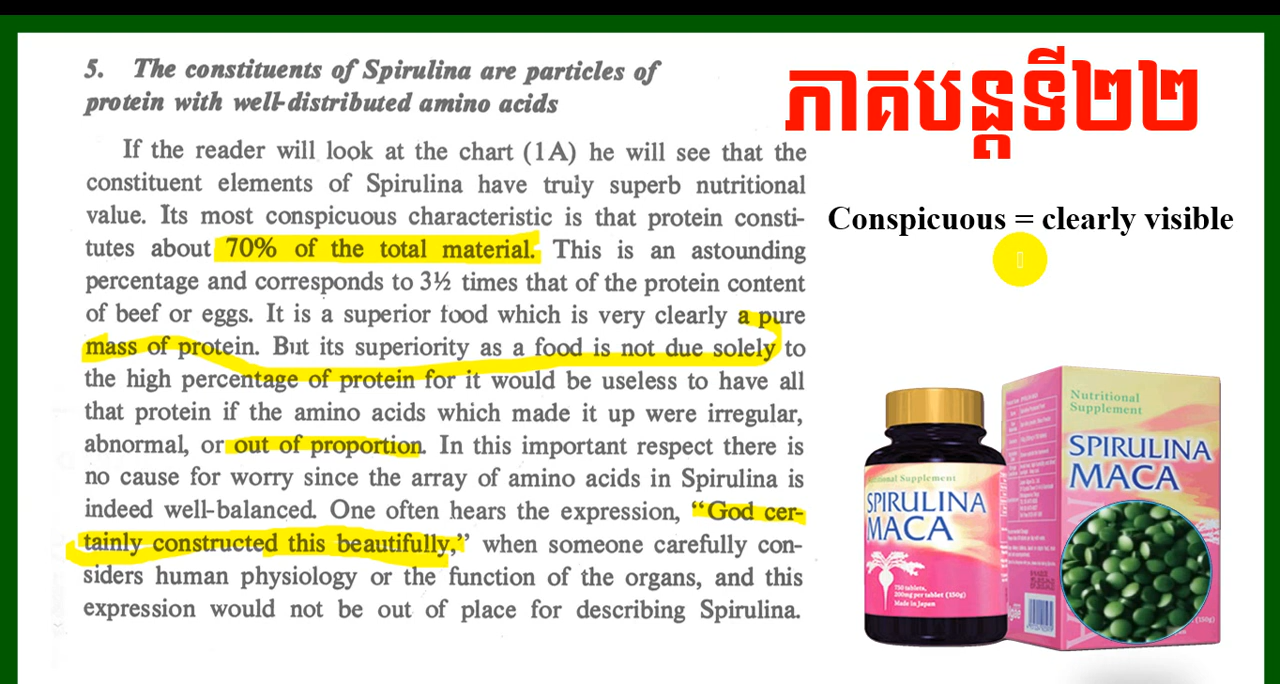 5. The constituents of Spirulina are particles of
protein with well-distributed amino acids
If the reader will look at the chart (1A) he will see that the
constituent elements of Spirulina have truly superb nutritional
value. Its most conspicuous characteristic is that protein consti-
tutes about 70% of the total material. This is an astounding
percentage and corresponds to 3½ times that of the protein content
of beef or eggs. It is a superior food which is very clearly a pure
mass of protein. But its superiority as a food is not due solely to
the high percentage of protein for it would be useless to have all
that protein if the amino acids which made it up were irregular,
abnormal, or out of proportion. In this important respect there is
no cause for worry since the array of amino acids in Spirulina is
indeed well-balanced. One often hears the expression, “God cer-
tainly constructed this beautifully,” when someone carefully con-
siders human physiology or the function of the organs, and this
expression would not be out of place for describing Spirulina.
ភាគបន្តទី២២
Conspicuous = clearly visible
Nutritional Supplement
SPIRULINA
MACA
750 tablets,
200mg per tablet (150g)
Made in Japan
Nutritional
Supplement
SPIRULINA
MACA